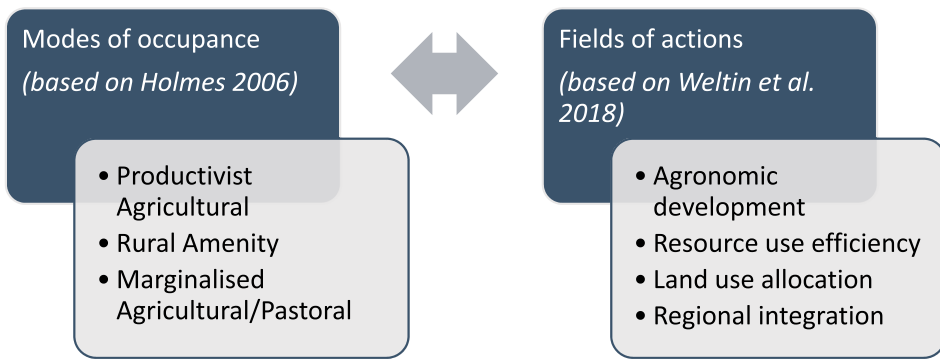 Modes of occupance
(based on Holmes 2006)
• Productivist
Agricultural
• Rural Amenity
• Marginalised
Agricultural/Pastoral
Fields of actions
(based on Weltin et al.
2018)
• Agronomic
development
• Resource use efficiency
• Land use allocation
• Regional integration